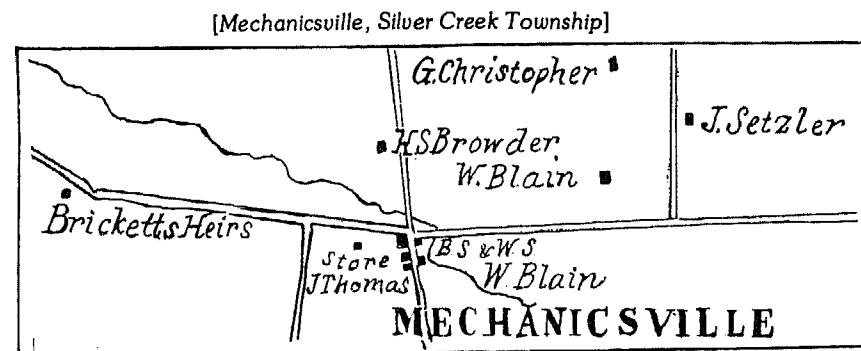 [Mechanicsville, Silver Creek Township]
G.Christopher
J.Setzler
H.S.Browder
W.Blain
Bricketts Heirs
B S & W.S
Store
W.Blain
J Thomas
MECHANICSVILLE